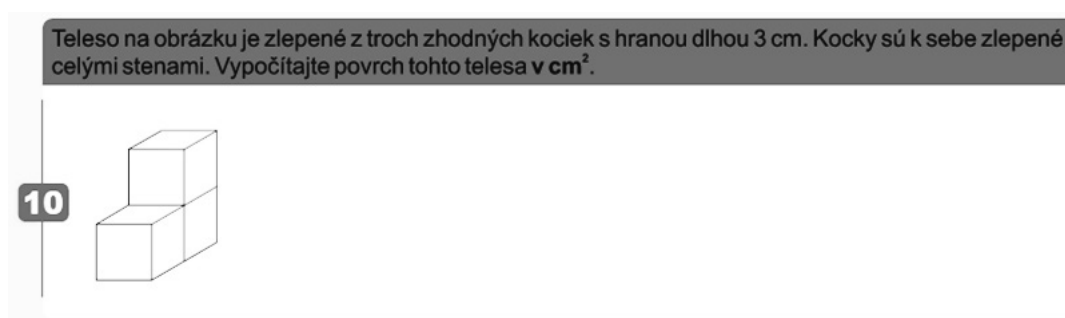 Teleso na obrázku je zlepené z troch zhodných kociek s hranou dlhou 3 cm. Kocky sú k sebe zlepené
celými stenami. Vypočítajte povrch tohto telesa v cm².
10